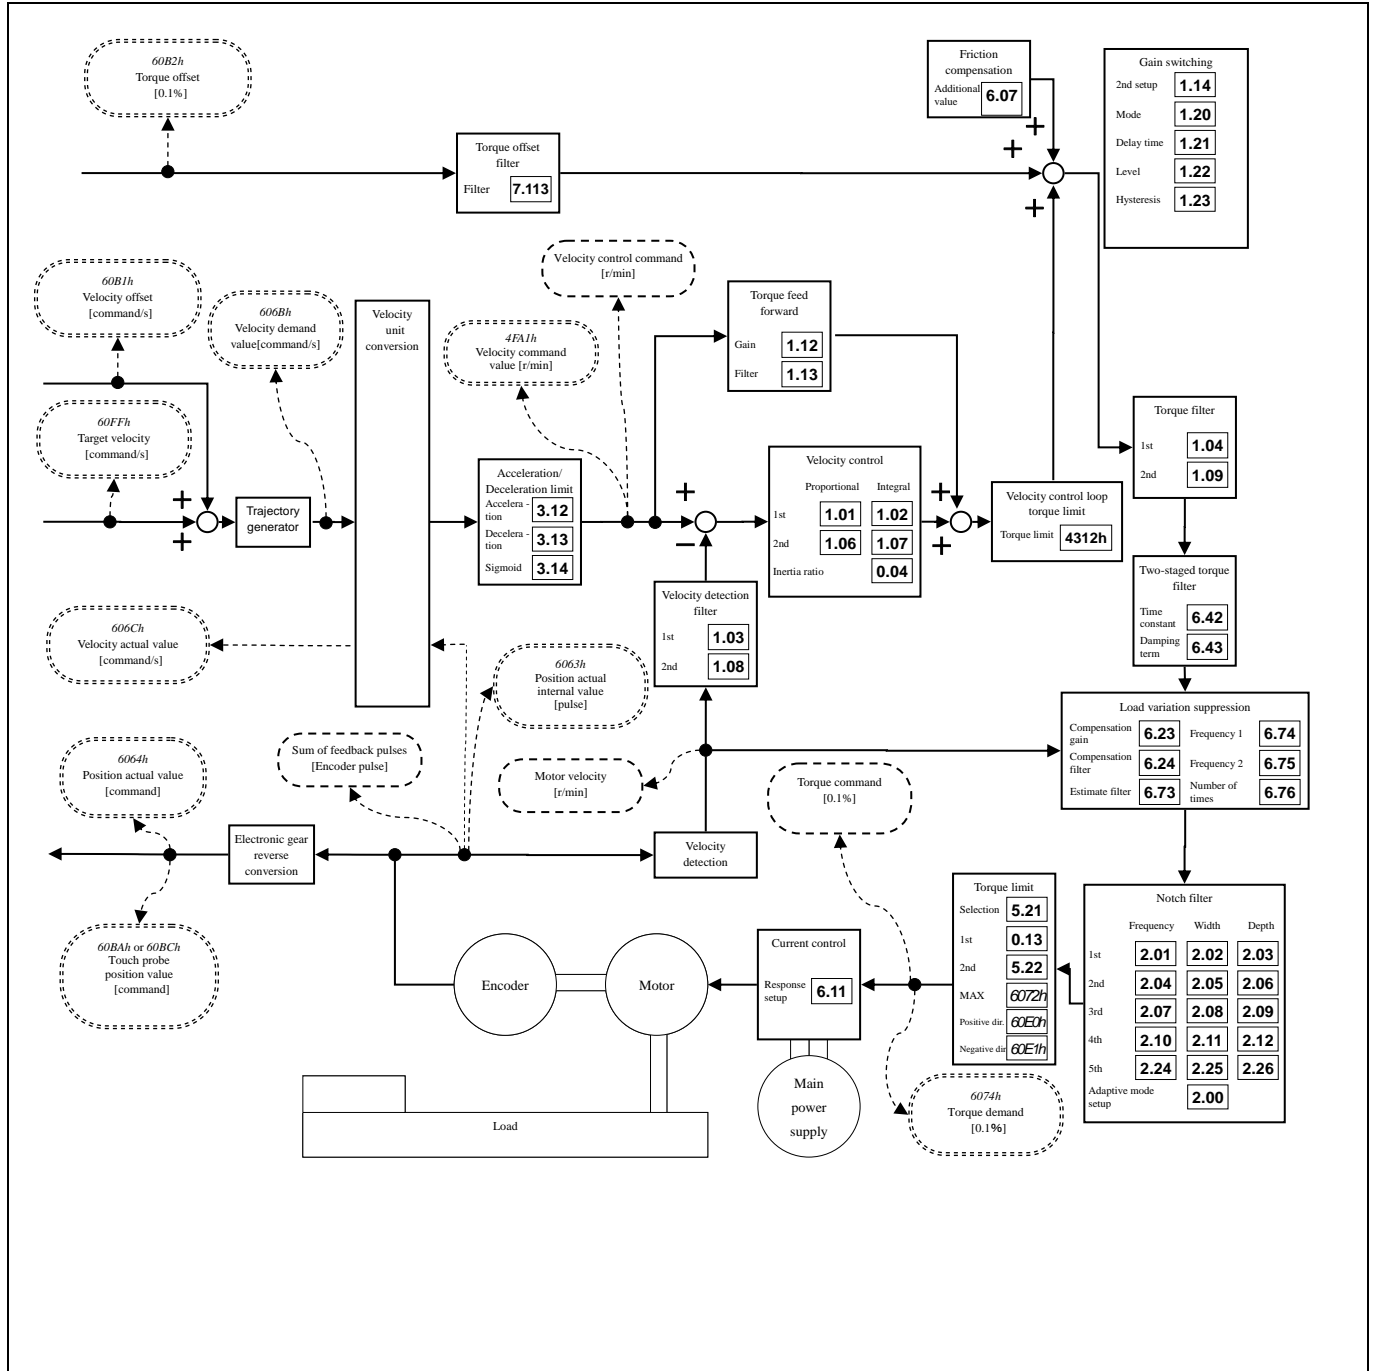 60B2h
Torque offset
[0.1%]
Friction
compensation
Additional
value
6.07
Gain switching
2nd setup 1.14
Mode 1.20
Delay time 1.21
Level 1.22
Hysteresis 1.23
+
+
+
Torque offset
filter
Filter 7.113
60B1h
Velocity offset
[command/s]
606Bh
Velocity demand
value[command/s]
Velocity
unit
conversion
Velocity control command
[r/min]
4FA1h
Velocity command
value [r/min]
Torque feed
forward
Gain 1.12
Filter 1.13
60FFh
Target velocity
[command/s]
+
+
Trajectory
generator
Acceleration/
Deceleration limit
Accelera -
tion
3.12
Decelera -
tion
3.13
Sigmoid 3.14
+
−
Velocity control
Proportional Integral
1st 1.01 1.02
2nd 1.06 1.07
Inertia ratio 0.04
+
+
Velocity control loop
torque limit
Torque limit 4312h
Torque filter
1st 1.04
2nd 1.09
Two-staged torque
filter
Time
constant
6.42
Damping
term
6.43
Velocity detection
filter
1st 1.03
2nd 1.08
606Ch
Velocity actual value
[command/s]
6063h
Position actual
internal value
[pulse]
Load variation suppression
Compensation
gain
6.23 Frequency 1 6.74
Compensation
filter
6.24 Frequency 2 6.75
Estimate filter 6.73 Number of
times
6.76
6064h
Position actual value
[command]
Sum of feedback pulses
[Encoder pulse]
Motor velocity
[r/min]
Torque command
[0.1%]
Electronic gear
reverse
conversion
Velocity
detection
60BAh or 60BCh
Touch probe
position value
[command]
Encoder
Motor
Current control
Response
setup
6.11
Torque limit
Selection 5.21
1st 0.13
2nd 5.22
MAX 6072h
Positive dir. 60E0h
Negative dir 60E1h
Notch filter
Frequency Width Depth
1st 2.01 2.02 2.03
2nd 2.04 2.05 2.06
3rd 2.07 2.08 2.09
4th 2.10 2.11 2.12
5th 2.24 2.25 2.26
Adaptive mode
setup
2.00
Main
power
supply
6074h
Torque demand
[0.1%]
Load